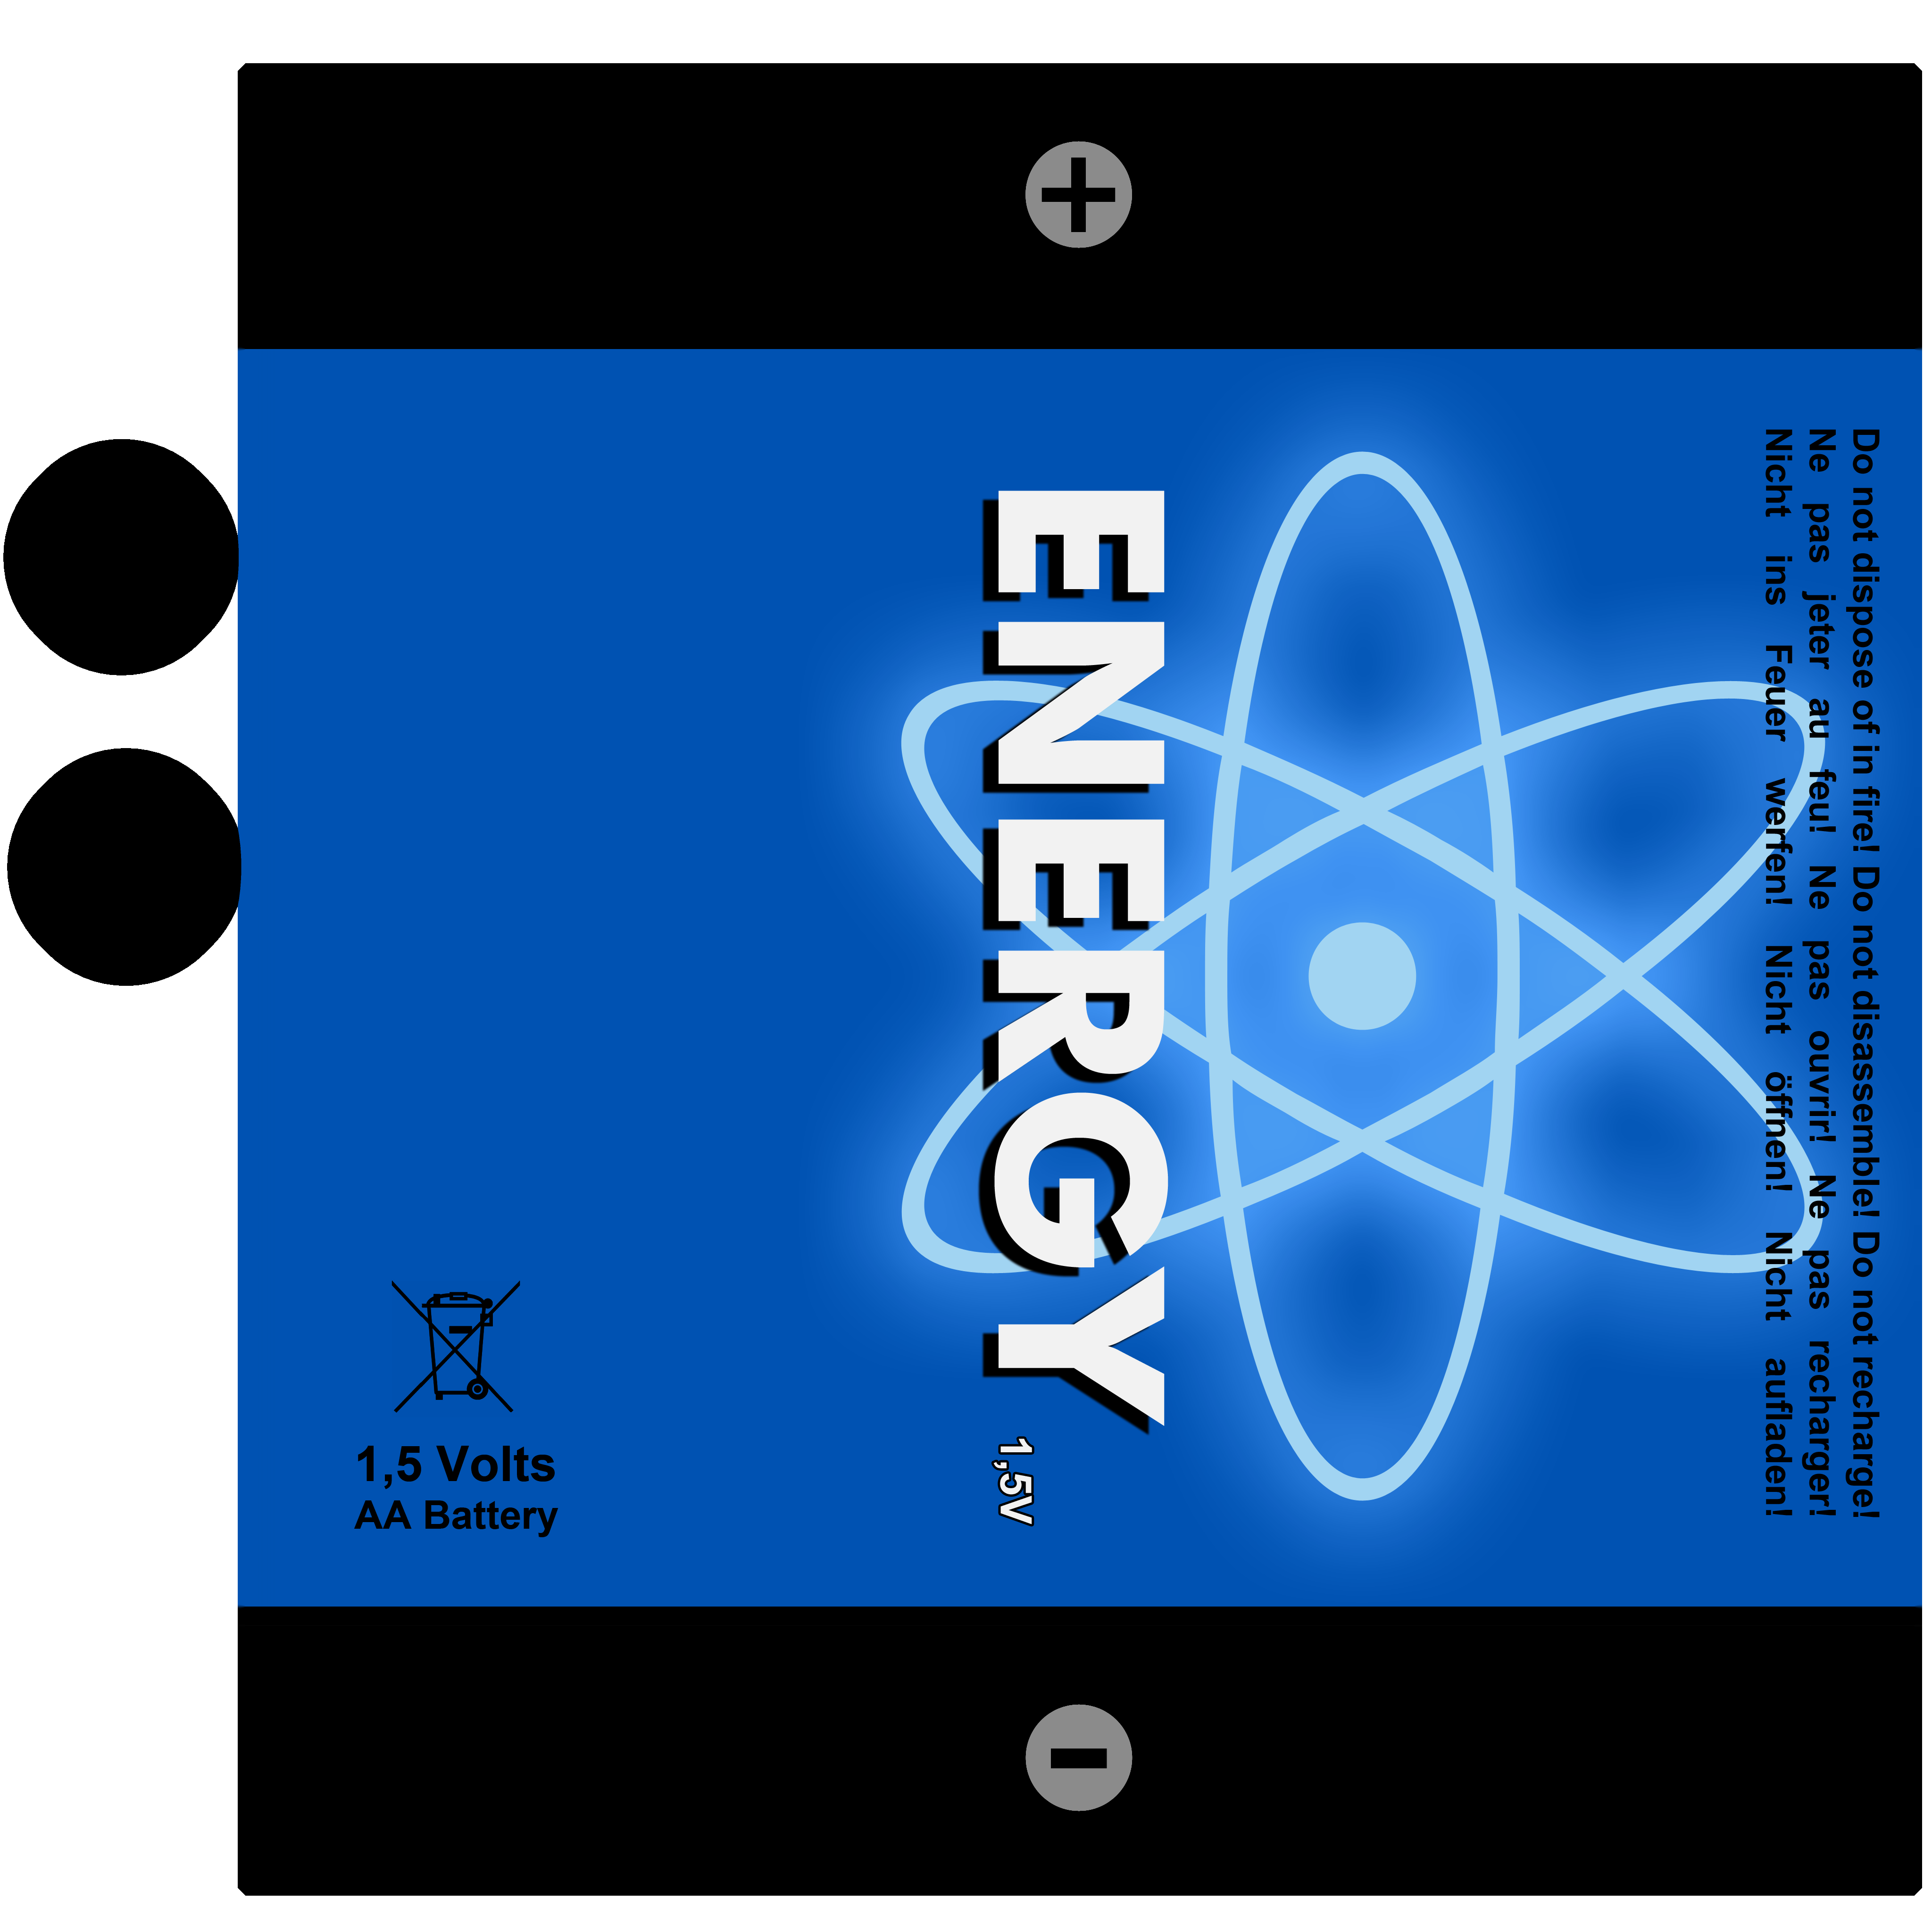 +
ENERGY
1,5V
Do not dispose of in fire! Do not disassemble! Do not recharge!
Ne pas jeter au feu! Ne pas ouvrir! Ne pas recharger!
Nicht ins Feuer werfen! Nicht öffnen! Nicht aufladen!
1,5 Volts
AA Battery
-